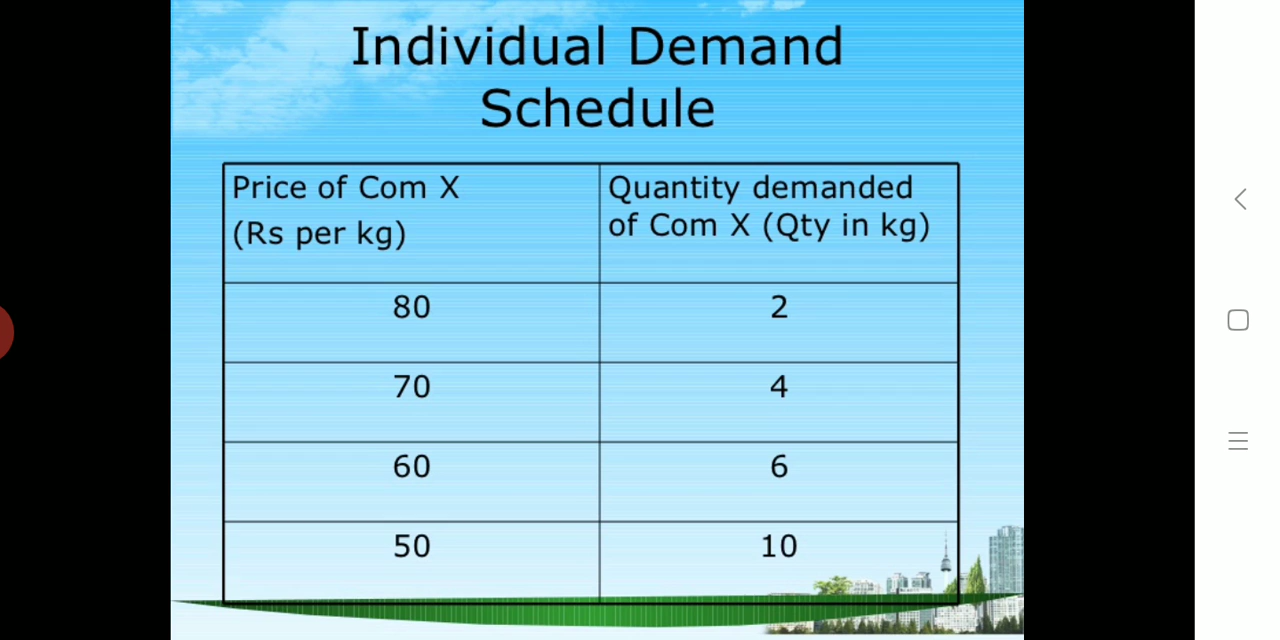 Individual Demand
Schedule
Price of Com X
(Rs per kg)
Quantity demanded
of Com X (Qty in kg)
80
2
70
4
60
6
50
10